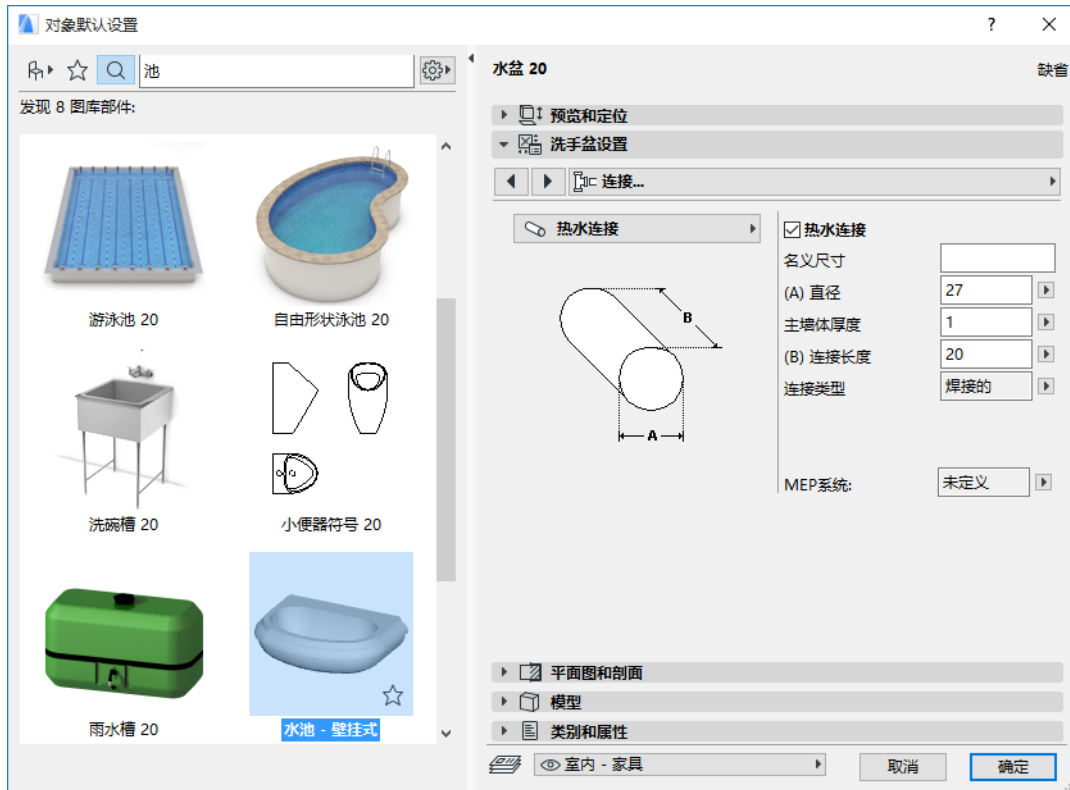 对象默认设置
?
池
发现 8 图库部件:
游泳池 20
自由形状泳池 20
洗碗槽 20
小便器符号 20
雨水槽 20
水池 - 壁挂式
水盆 20
缺省
预览和定位
洗手盆设置
连接...
热水连接
B
A
热水连接
名义尺寸
(A) 直径
27
主墙体厚度
1
(B) 连接长度
20
连接类型
焊接的
MEP系统:
未定义
平面图和剖面
模型
类别和属性
室内 - 家具
取消
确定